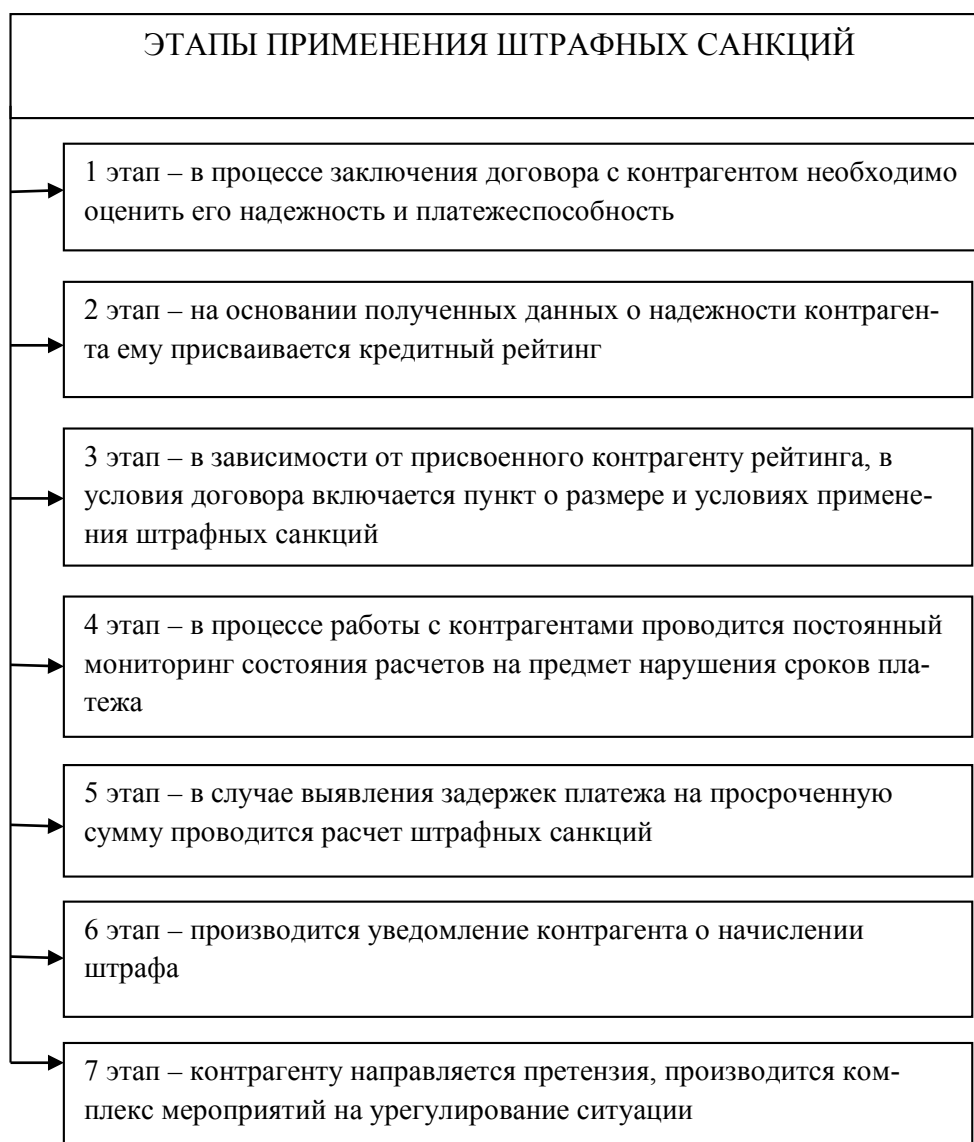 ЭТАПЫ ПРИМЕНЕНИЯ ШТРАФНЫХ САНКЦИЙ
1 этап – в процессе заключения договора с контрагентом необходимо
оценить его надежность и платежеспособность
2 этап – на основании полученных данных о надежности контраген-
та ему присваивается кредитный рейтинг
3 этап – в зависимости от присвоенного контрагенту рейтинга, в
условия договора включается пункт о размере и условиях примене-
ния штрафных санкций
4 этап – в процессе работы с контрагентами проводится постоянный
мониторинг состояния расчетов на предмет нарушения сроков пла-
тежа
5 этап – в случае выявления задержек платежа на просроченную
сумму проводится расчет штрафных санкций
6 этап – производится уведомление контрагента о начислении
штрафа
7 этап – контрагенту направляется претензия, производится ком-
плекс мероприятий на урегулирование ситуации